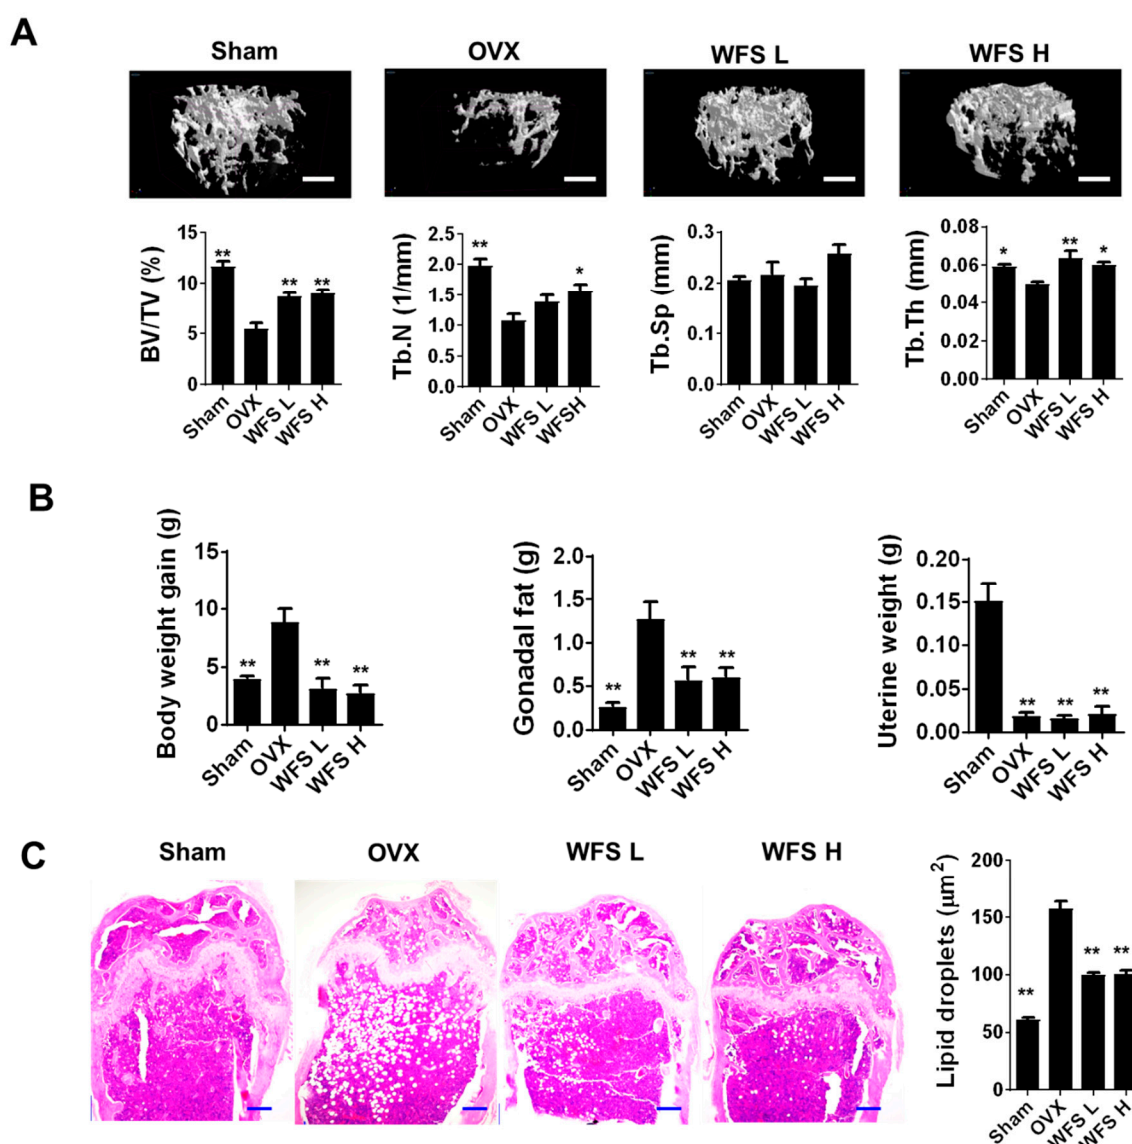 A
Sham
OVX
WFS L
WFS H
BV/TV (%)
15
10
5
0
**
**
**
Sham
OVX
WFS L
WFS H
Tb.N (1/mm)
2.5
2.0
1.5
1.0
0.5
0.0
**
*
Sham
OVX
WFS L
WFSH
Tb.Sp (mm)
0.3
0.2
0.1
0.0
Sham
OVX
WFS L
WFS H
Tb.Th (mm)
0.08
0.06
0.04
0.02
0.00
*
**
*
Sham
OVX
WFS L
WFS H
B
Body weight gain (g)
15
10
5
0
**
**
**
Sham
OVX
WFS L
WFS H
Gonadal fat (g)
2.0
1.5
1.0
0.5
0.0
**
**
**
Sham
OVX
WFS L
WFS H
Uterine weight (g)
0.20
0.15
0.10
0.05
0.00
**
**
**
Sham
OVX
WFS L
WFS H
C
Sham
OVX
WFS L
WFS H
Lipid droplets (μm²)
200
150
100
50
0
**
**
**
Sham
OVX
WFS L
WFS H